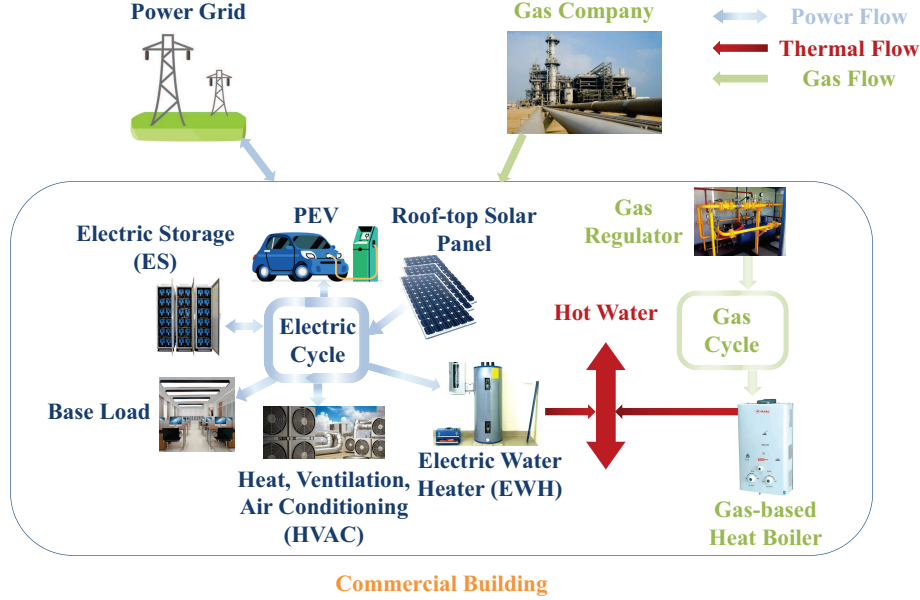 Power Grid
Gas Company
Power Flow
Thermal Flow
Gas Flow
PEV
Roof-top Solar
Panel
Electric Storage
(ES)
Gas
Regulator
Electric
Cycle
Hot Water
Gas
Cycle
Base Load
Heat, Ventilation,
Air Conditioning
(HVAC)
Electric Water
Heater (EWH)
Gas-based
Heat Boiler
Commercial Building